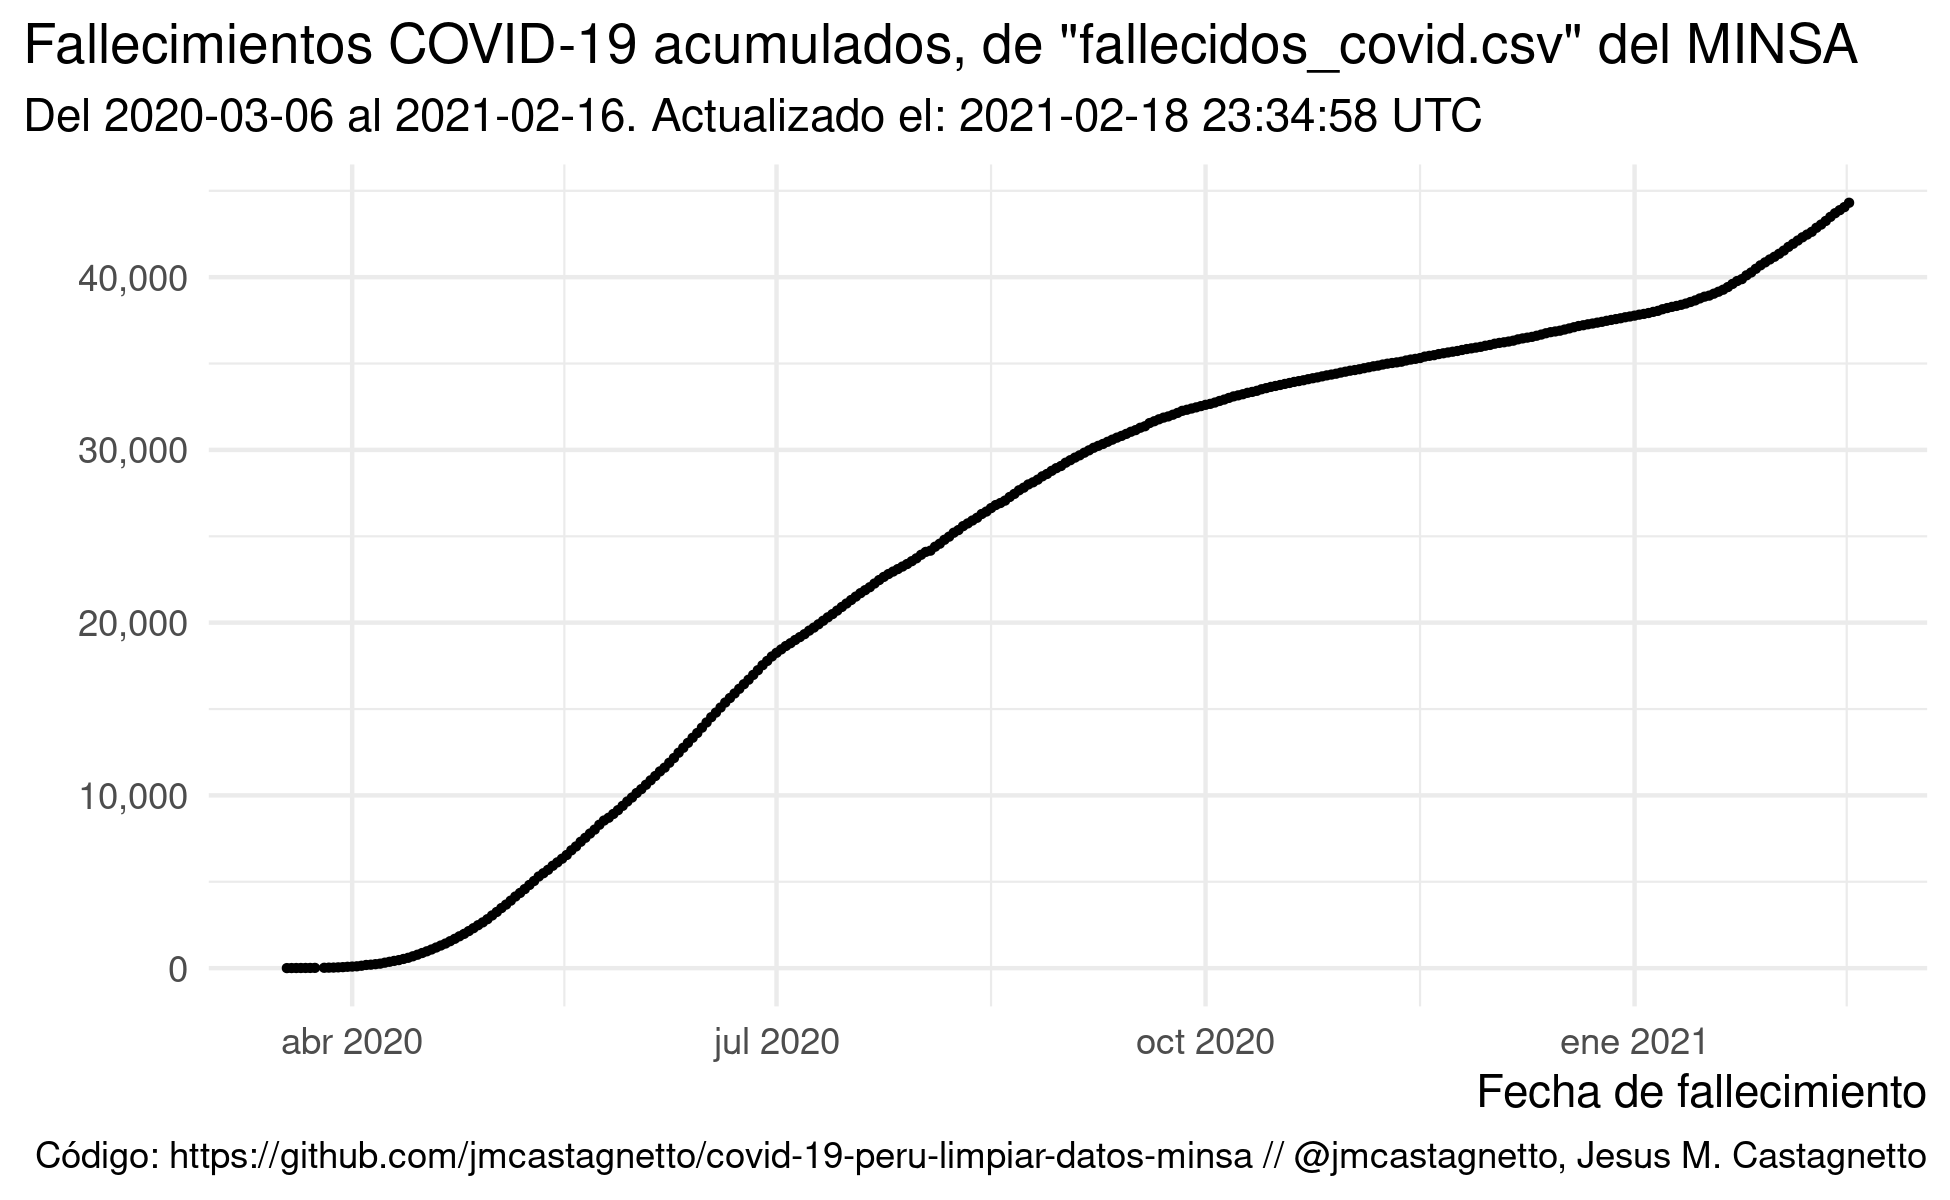 Fallecimientos COVID-19 acumulados, de "fallecidos_covid.csv" del MINSA
Del 2020-03-06 al 2021-02-16. Actualizado el: 2021-02-18 23:34:58 UTC
40,000
30,000
20,000
10,000
0
abr 2020
jul 2020
oct 2020
ene 2021
Fecha de fallecimiento
Código: https://github.com/jmcastagnetto/covid-19-peru-limpiar-datos-minsa // @jmcastagnetto, Jesus M. Castagnetto